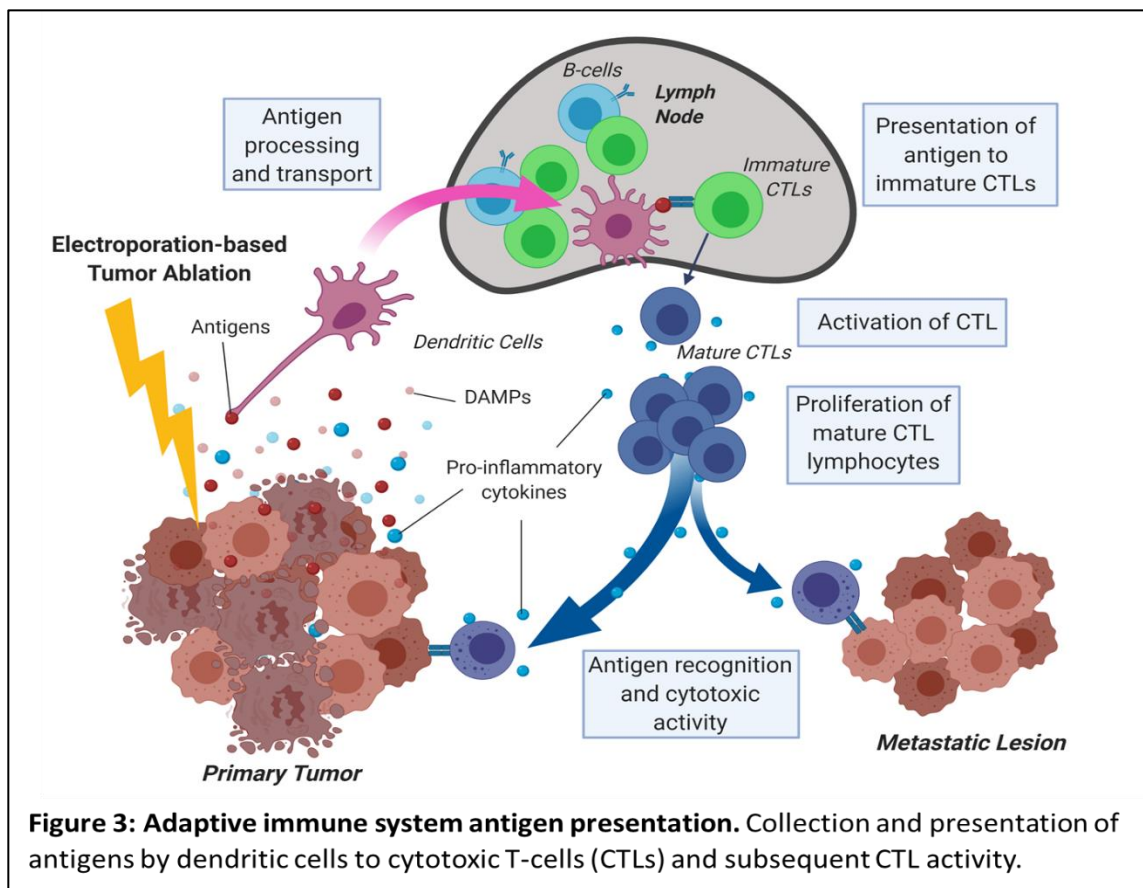 B-cells
Lymph
Node
Immature
CTLs
Antigen
processing
and transport
Presentation of
antigen to
immature CTLs
Electroporation-based
Tumor Ablation
Antigens
Dendritic Cells
DAMPs
Pro-inflammatory
cytokines
Mature CTLs
Activation of CTL
Proliferation of
mature CTL
lymphocytes
Antigen recognition
and cytotoxic
activity
Primary Tumor
Metastatic Lesion
Figure 3: Adaptive immune system antigen presentation. Collection and presentation of
antigens by dendritic cells to cytotoxic T-cells (CTLs) and subsequent CTL activity.